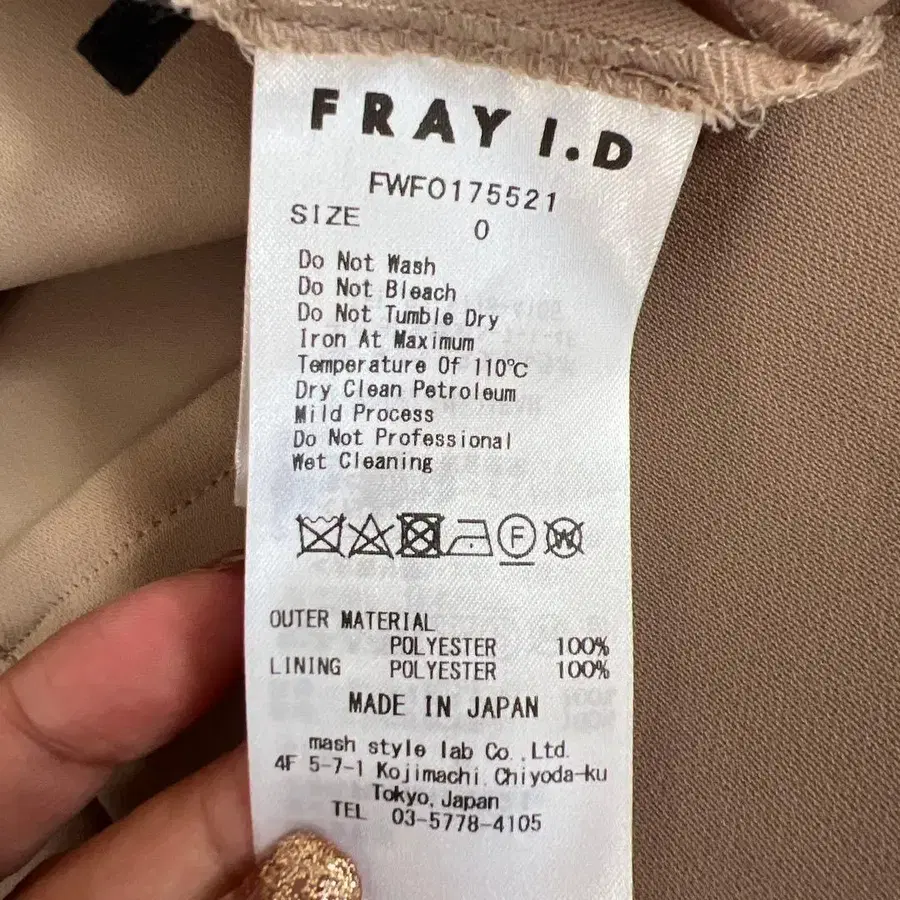 FRAY I.D
FWF0175521
SIZE 0
Do Not Wash
Do Not Bleach
Do Not Tumble Dry
Iron At Maximum
Temperature Of 110℃
Dry Clean Petroleum
Mild Process
Do Not Professional
Wet Cleaning
F W
OUTER MATERIAL
POLYESTER 100%
LINING POLYESTER 100%
MADE IN JAPAN
mash style lab Co.,Ltd.
4F 5-7-1 Kojimachi. Chiyoda-ku
Tokyo, Japan
TEL 03-5778-4105